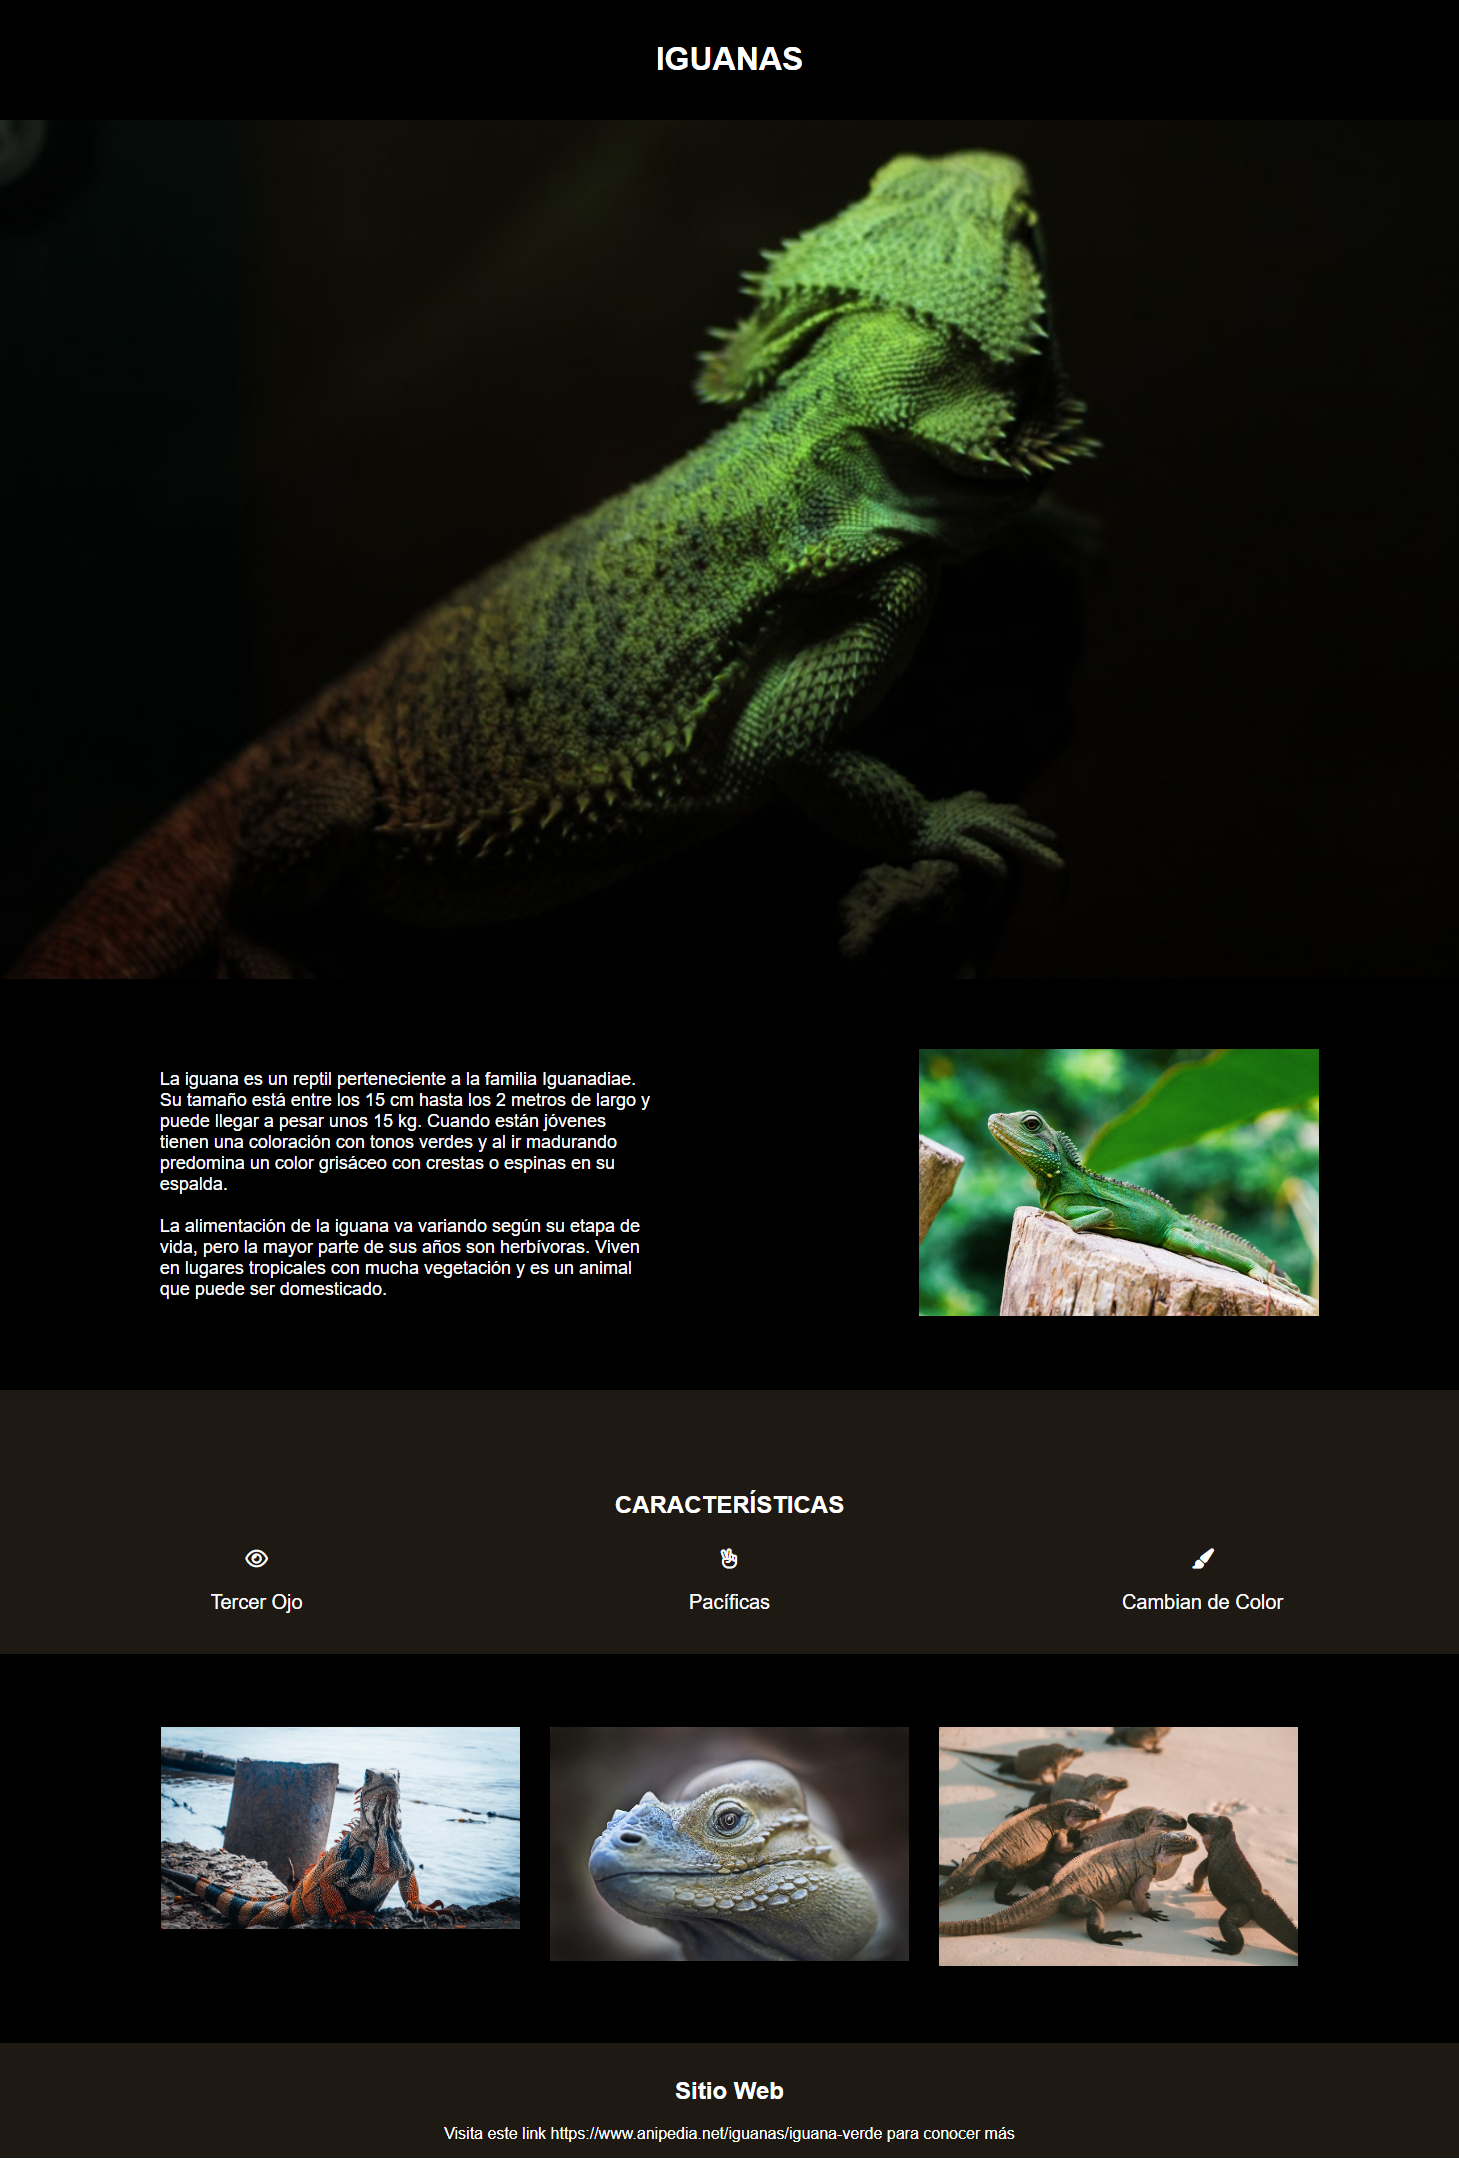 IGUANAS
La iguana es un reptil perteneciente a la familia Iguanadiae.
Su tamaño está entre los 15 cm hasta los 2 metros de largo y
puede llegar a pesar unos 15 kg. Cuando están jóvenes
tienen una coloración con tonos verdes y al ir madurando
predomina un color grisáceo con crestas o espinas en su
espalda.
La alimentación de la iguana va variando según su etapa de
vida, pero la mayor parte de sus años son herbívoras. Viven
en lugares tropicales con mucha vegetación y es un animal
que puede ser domesticado.
CARACTERÍSTICAS
Tercer Ojo
Pacíficas
Cambian de Color
Sitio Web
Visita este link https://www.anipedia.net/iguanas/iguana-verde para conocer más